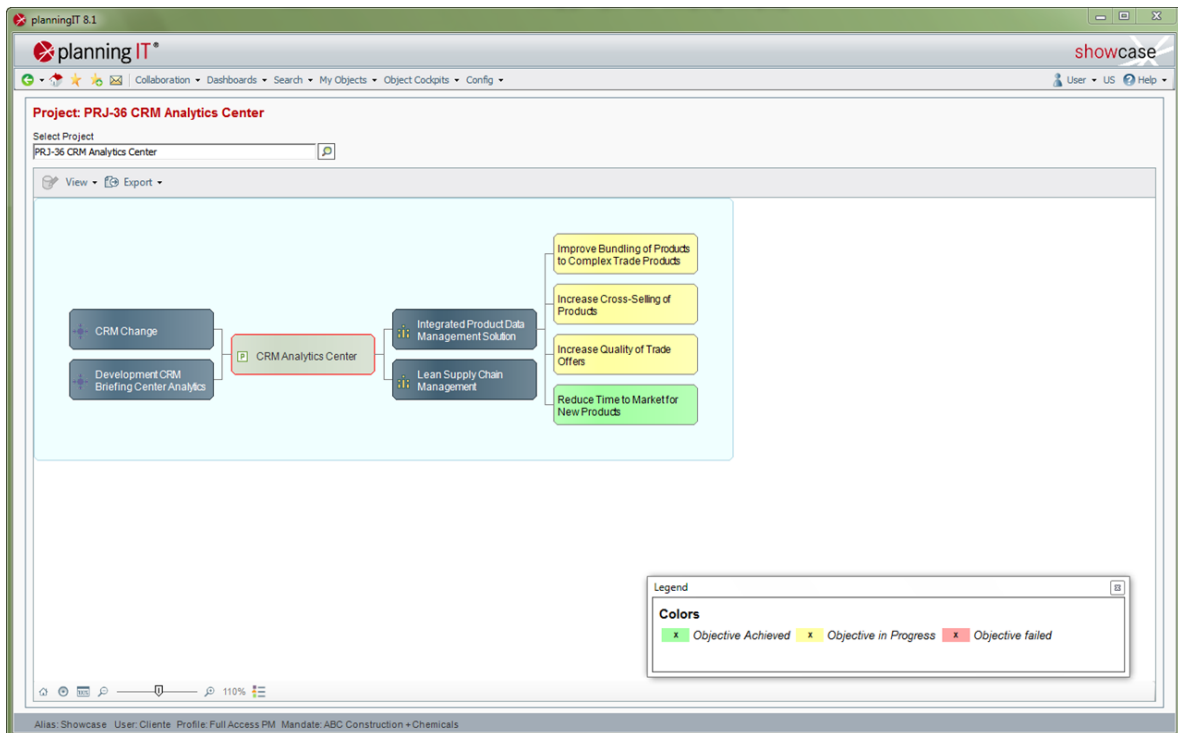 planningIT 8.1
planning IT®
showcase
Collaboration Dashboards Search My Objects Object Cockpits Config
User US Help
Project: PRJ-36 CRM Analytics Center
Select Project
PRJ-36 CRM Analytics Center
View Export
Improve Bundling of Products
to Complex Trade Products
Increase Cross-Selling of
Products
CRM Change
Integrated Product Data
Management Solution
Increase Quality of Trade
Offers
P CRM Analytics Center
Development CRM
Briefing Center Analytics
Lean Supply Chain
Management
Reduce Time to Market for
New Products
Legend
Colors
x Objective Achieved x Objective in Progress x Objective failed
110%
Alias: Showcase User: Cliente Profile: Full Access PM Mandate: ABC Construction + Chemicals